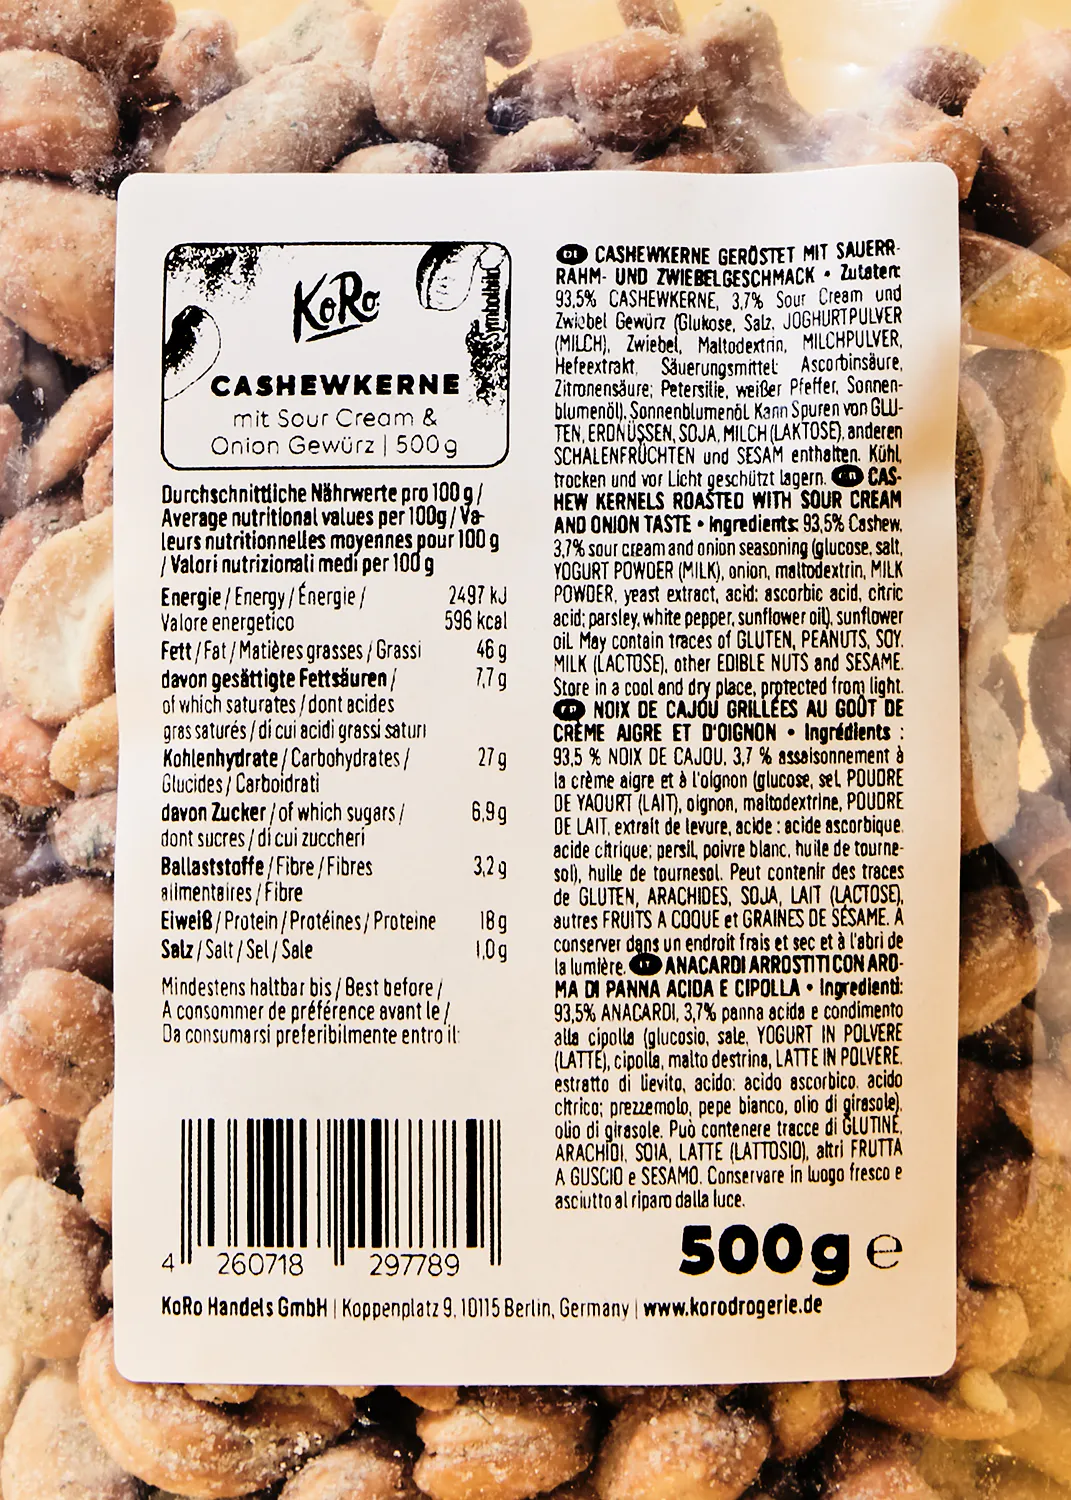 KoRo
Symbolbild
CASHEWKERNE
mit Sour Cream &
Onion Gewürz | 500g
Durchschnittliche Nährwerte pro 100 g /
Average nutritional values per 100g / Va-
leurs nutritionnelles moyennes pour 100 g
/ Valori nutrizionali medi per 100 g
Energie / Energy / Énergie / 2497 kJ
Valore energetico 596 kcal
Fett / Fat / Matières grasses / Grassi 46 g
davon gesättigte Fettsäuren / 7,7 g
of which saturates / dont acides
gras saturés / di cui acidi grassi saturi
Kohlenhydrate / Carbohydrates / 27 g
Glucides / Carboidrati
davon Zucker / of which sugars / 6,9 g
dont sucres / di cui zuccheri
Ballaststoffe / Fibre / Fibres 3,2 g
alimentaires / Fibre
Eiweiß / Protein / Protéines / Proteine 18 g
Salz / Salt / Sel / Sale 1,0 g
Mindestens haltbar bis / Best before /
A consommer de préférence avant le /
Da consumarsi preferibilmente entro il:
4 260718 297789
DE CASHEWKERNE GERÖSTET MIT SAUERR-
RAHM- UND ZWIEBELGESCHMACK • Zutaten:
93,5% CASHEWKERNE, 3,7% Sour Cream und
Zwiebel Gewürz (Glukose, Salz, JOGHURTPULVER
(MILCH), Zwiebel, Maltodextrin, MILCHPULVER,
Hefeextrakt, Säuerungsmittel: Ascorbinsäure,
Zitronensäure; Petersilie, weißer Pfeffer, Sonnen-
blumenöl), Sonnenblumenöl. Kann Spuren von GLU-
TEN, ERDNÜSSEN, SOJA, MILCH (LAKTOSE), anderen
SCHALENFRÜCHTEN und SESAM enthalten. Kühl,
trocken und vor Licht geschützt lagern. EN CAS-
HEW KERNELS ROASTED WITH SOUR CREAM
AND ONION TASTE • Ingredients: 93,5% Cashew,
3,7% sour cream and onion seasoning (glucose, salt,
YOGURT POWDER (MILK), onion, maltodextrin, MILK
POWDER, yeast extract, acid: ascorbic acid, citric
acid; parsley, white pepper, sunflower oil), sunflower
oil. May contain traces of GLUTEN, PEANUTS, SOY.
MILK (LACTOSE), other EDIBLE NUTS and SESAME.
Store in a cool and dry place, protected from light.
FR NOIX DE CAJOU GRILLÉES AU GOÛT DE
CRÈME AIGRE ET D'OIGNON • Ingrédients :
93,5 % NOIX DE CAJOU, 3,7 % assaisonnement à
la crème aigre et à l'oignon (glucose, sel, POUDRE
DE YAOURT (LAIT), oignon, maltodextrine, POUDRE
DE LAIT, extrait de levure, acide : acide ascorbique,
acide citrique; persil, poivre blanc, huile de tourne-
sol), huile de tournesol. Peut contenir des traces
de GLUTEN, ARACHIDES, SOJA, LAIT (LACTOSE),
autres FRUITS A COQUE et GRAINES DE SÉSAME. A
conserver dans un endroit frais et sec et à l'abri de
la lumière. IT ANACARDI ARROSTITI CON ARO-
MA DI PANNA ACIDA E CIPOLLA • Ingredienti:
93,5% ANACARDI, 3,7% panna acida e condimento
alla cipolla (glucosio, sale, YOGURT IN POLVERE
(LATTE), cipolla, malto destrina, LATTE IN POLVERE,
estratto di lievito, acido: acido ascorbico, acido
citrico; prezzemolo, pepe bianco, olio di girasole),
olio di girasole. Può contenere tracce di GLUTINE,
ARACHIDI, SOIA, LATTE (LATTOSIO), altri FRUTTA
A GUSCIO e SESAMO. Conservare in luogo fresco e
asciutto al riparo dalla luce.
500g e
KoRo Handels GmbH | Koppenplatz 9, 10115 Berlin, Germany | www.korodrogerie.de